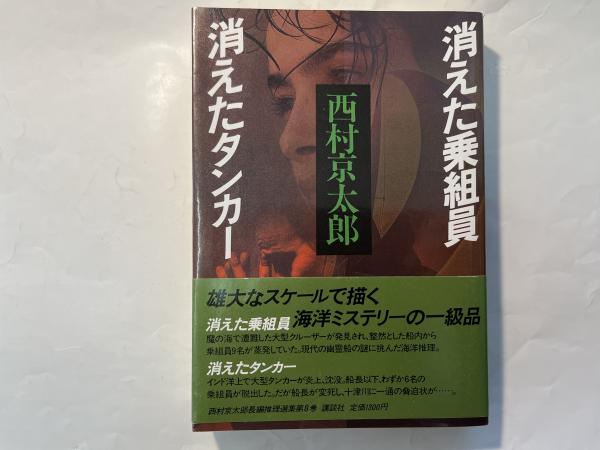 消えた乗組員
西村京太郎
消えたタンカー
雄大なスケールで描く
海洋ミステリーの一級品
消えた乗組員
魔の海で遭難した大型クルーザーが発見され、整然とした船内から
乗組員9名が蒸発していた。現代の幽霊船の謎に挑んだ海洋推理。
消えたタンカー
インド洋上で大型タンカーが炎上、沈没。船長以下、わずか6名の
乗組員が脱出した。だが船長が変死し、十津川に一通の脅迫状が……。
西村京太郎長編推理選集第8巻 講談社 定価1800円